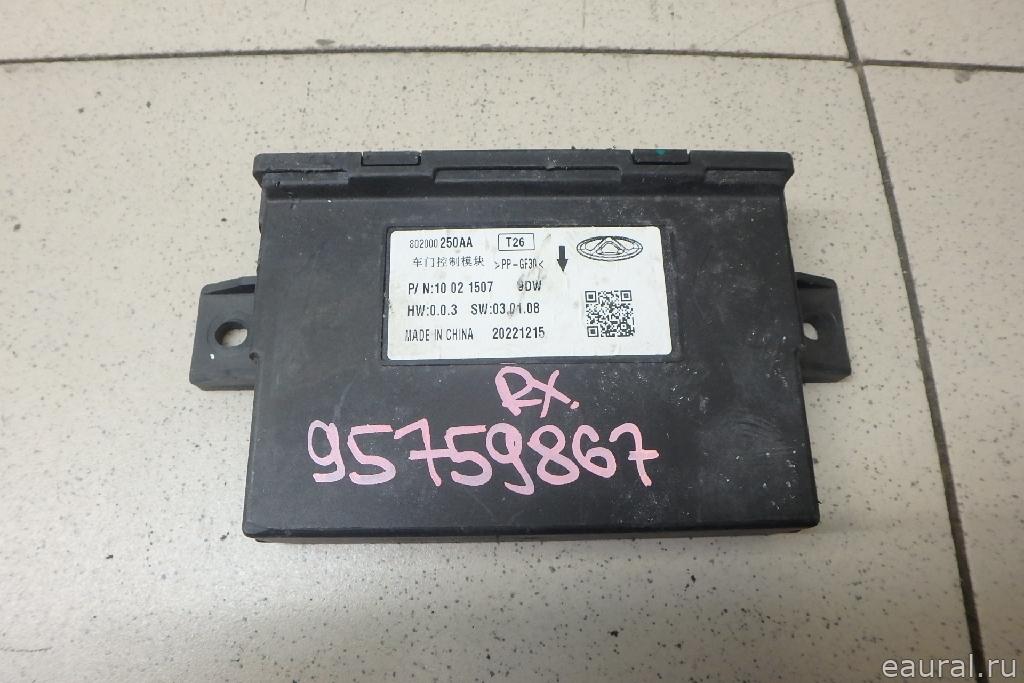 802000250AA T26
车门控制模块 >PP-GF30<
P/N:10 02 1507 9DW
HW:0.0.3 SW:03.01.08
MADE IN CHINA 20221215
RX.
95759867
eaural.ru